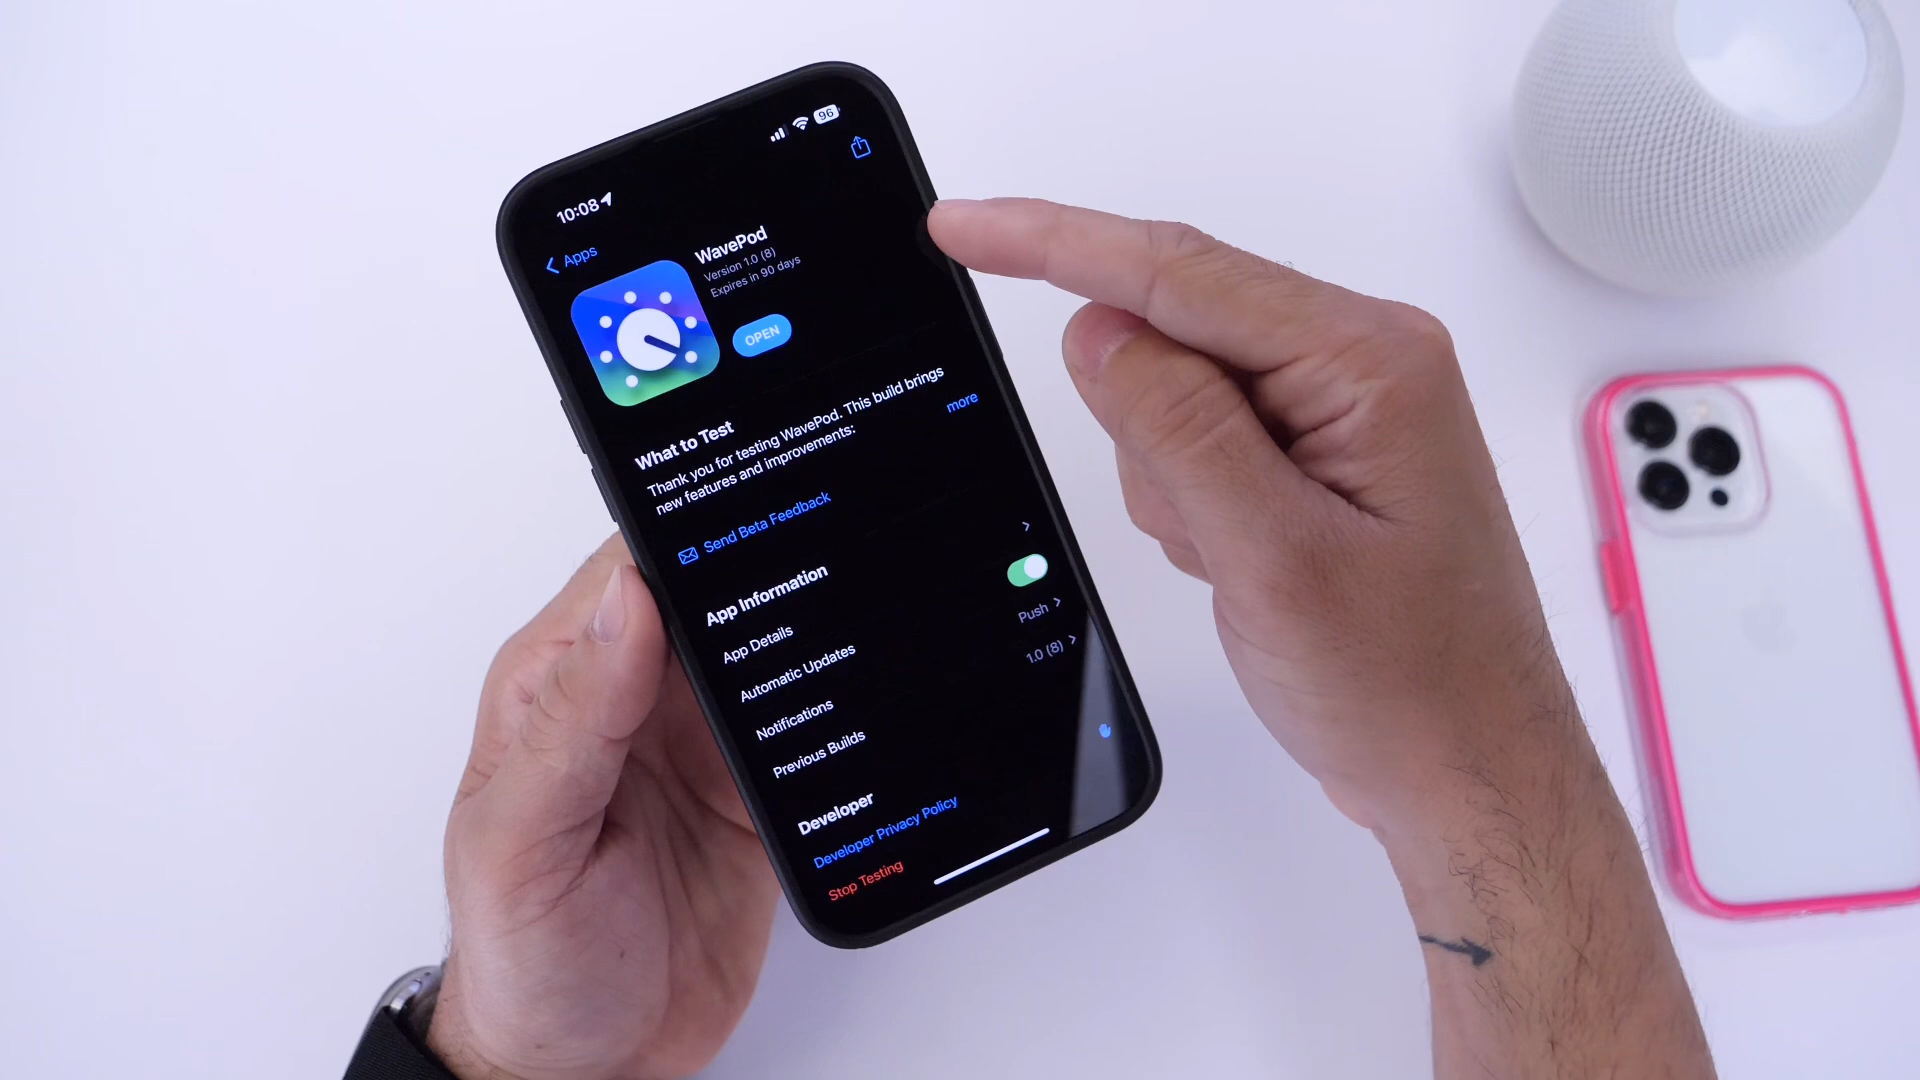 10:08
96
Apps
WavePod
Version 1.0 (8)
Expires in 90 days
OPEN
What to Test
Thank you for testing WavePod. This build brings
new features and improvements:
more
Send Beta Feedback
App Information
App Details
Automatic Updates
Notifications
Push
Previous Builds
1.0 (8)
Developer
Developer Privacy Policy
Stop Testing